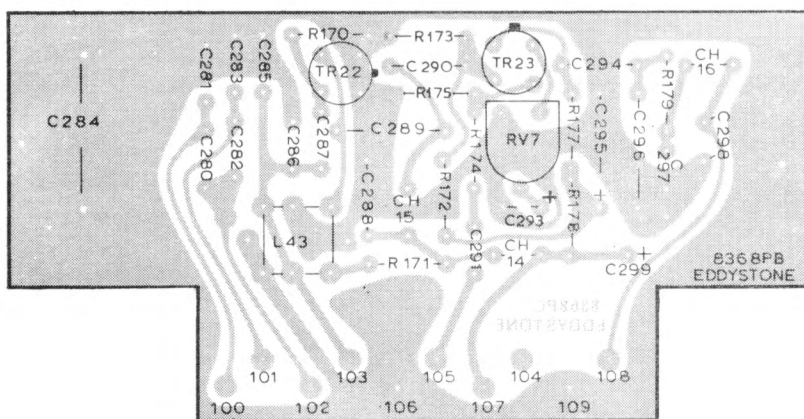 R170
R173
TR22
TR23
C290
C294
CH
16
C281
C283
C285
R175
R179
C284
C289
RV7
R177
C295
C296
C
297
C298
C280
C282
C286
C287
R174
C288
CH
15
R172
C293
R178
L43
R171
C291
CH
14
C299
8368PB
EDDYSTONE
8368PC
EDDYSTONE
101
103
105
104
108
100
102
106
107
109